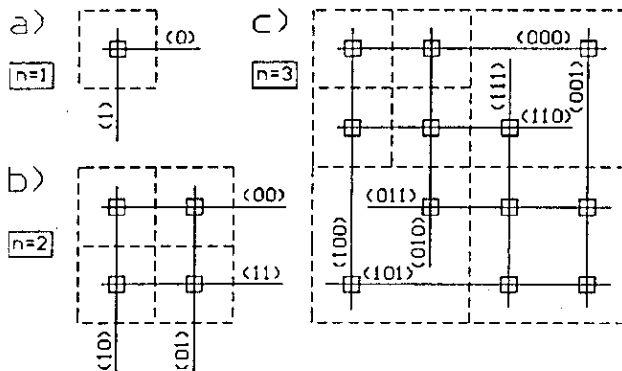 a)
n=1
(0)
(1)
b)
n=2
(00)
(11)
(10)
(01)
c)
n=3
(000)
(001)
(111)
(110)
(011)
(010)
(100)
(101)